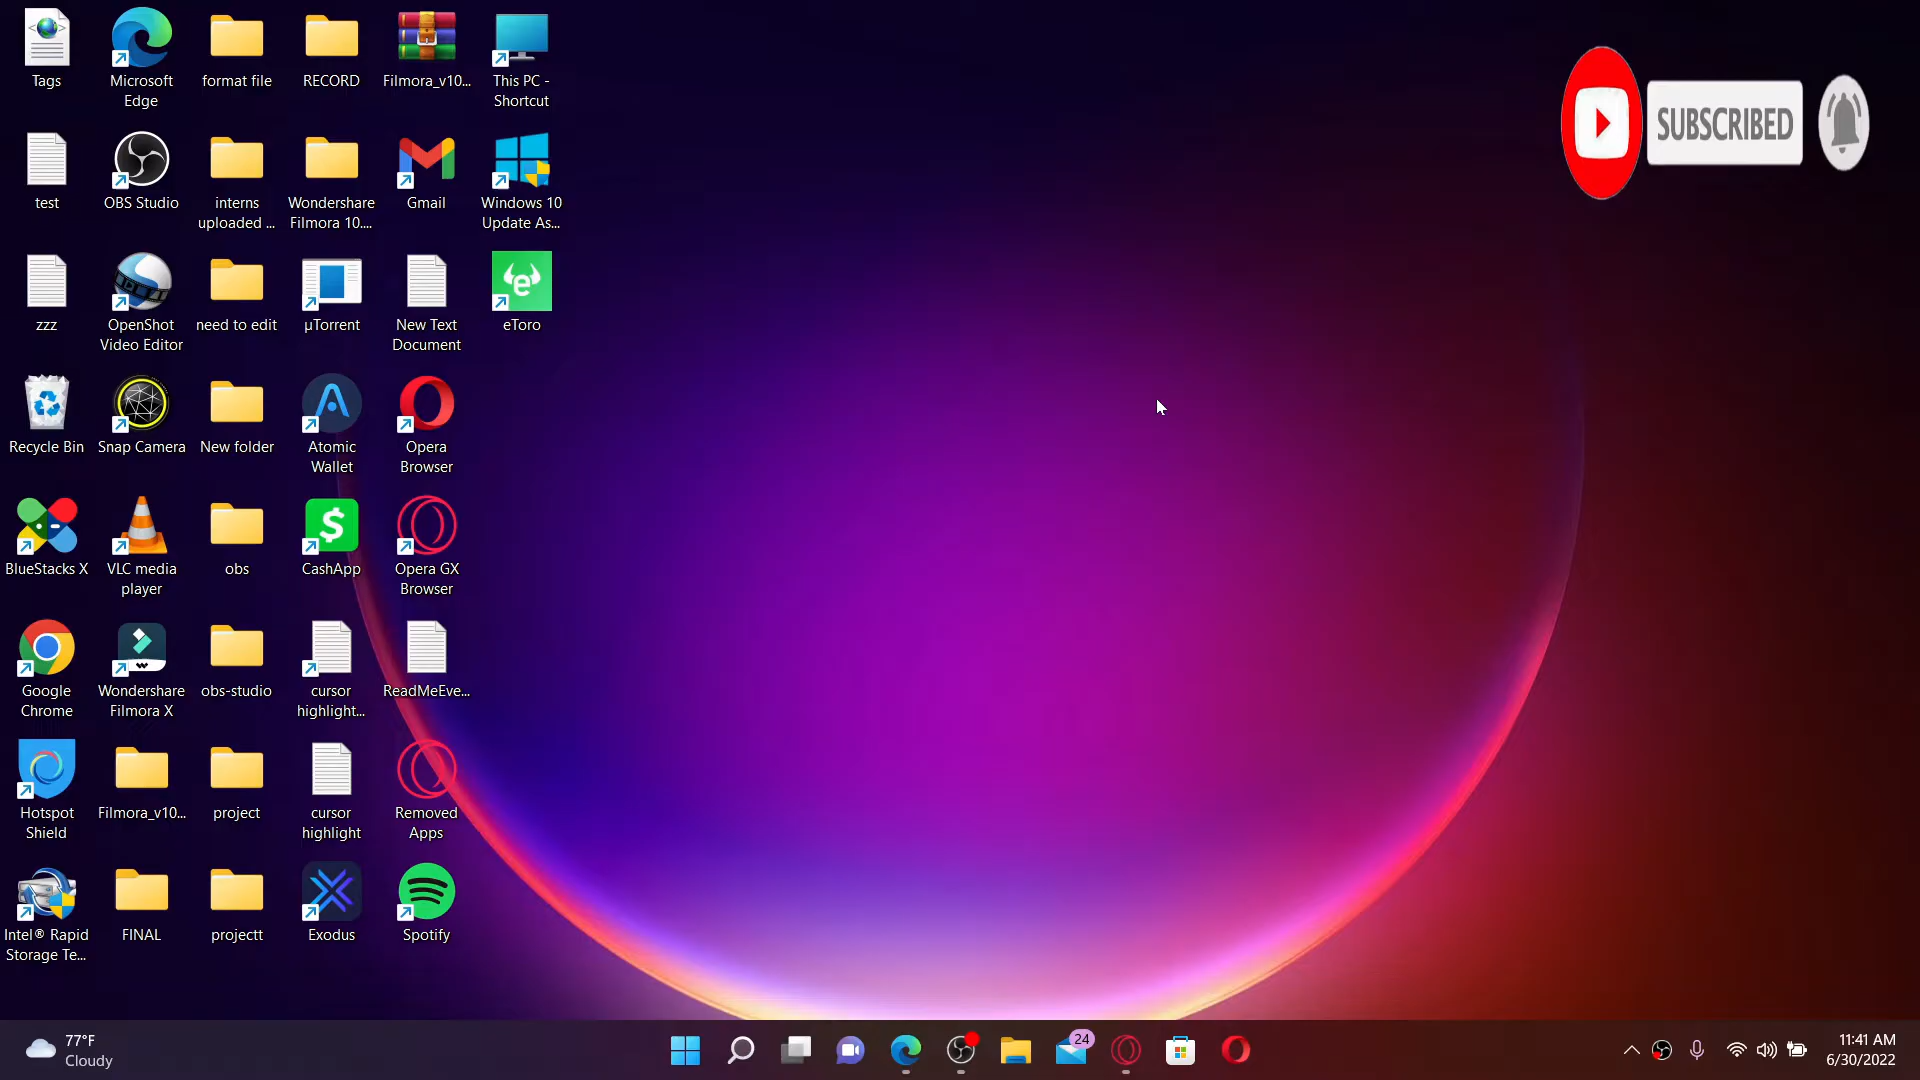 Tags
Microsoft
Edge
format file
RECORD
Filmora_v10...
This PC -
Shortcut
SUBSCRIBED
test
OBS Studio
interns
uploaded ...
Wondershare
Filmora 10....
Gmail
Windows 10
Update As...
zzz
OpenShot
Video Editor
need to edit
µTorrent
New Text
Document
eToro
Recycle Bin
Snap Camera
New folder
Atomic
Wallet
Opera
Browser
BlueStacks X
VLC media
player
obs
CashApp
Opera GX
Browser
Google
Chrome
Wondershare
Filmora X
obs-studio
cursor
highlight...
ReadMeEve...
Hotspot
Shield
Filmora_v10...
project
cursor
highlight
Removed
Apps
Intel® Rapid
Storage Te...
FINAL
projectt
Exodus
Spotify
77°F
Cloudy
24
11:41 AM
6/30/2022